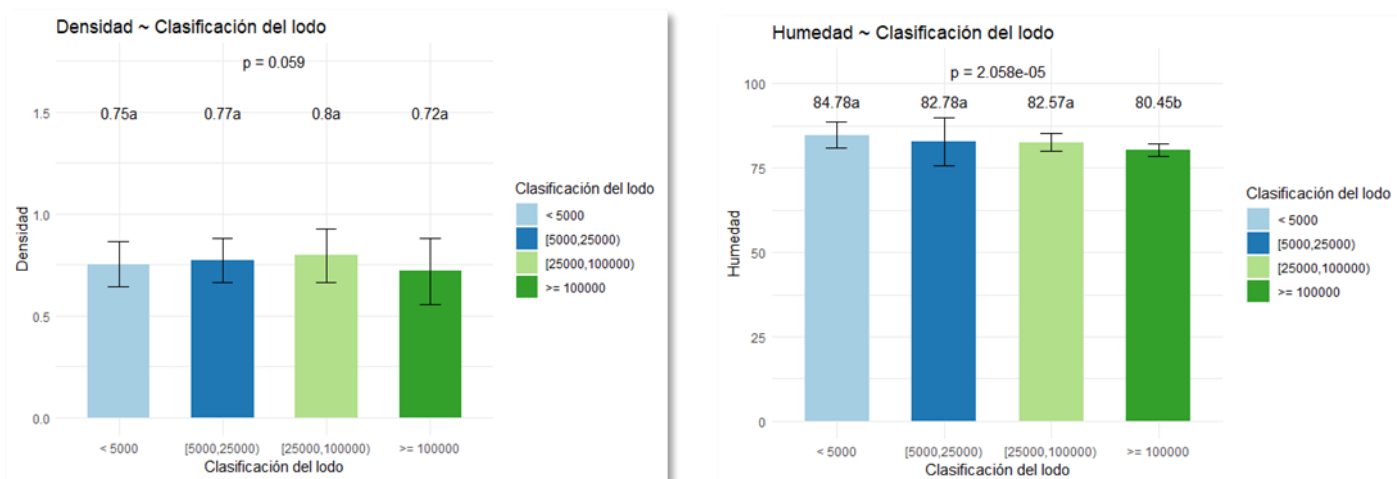 Densidad ~ Clasificación del lodo
p = 0.059
0.75a 0.77a 0.8a 0.72a
1.5
1.0
0.5
0.0
Densidad
< 5000 [5000,25000) [25000,100000) >= 100000
Clasificación del lodo
Clasificación del lodo
< 5000
[5000,25000)
[25000,100000)
>= 100000
Humedad ~ Clasificación del lodo
p = 2.058e-05
84.78a 82.78a 82.57a 80.45b
100
75
50
25
0
Humedad
< 5000 [5000,25000) [25000,100000) >= 100000
Clasificación del lodo
Clasificación del lodo
< 5000
[5000,25000)
[25000,100000)
>= 100000